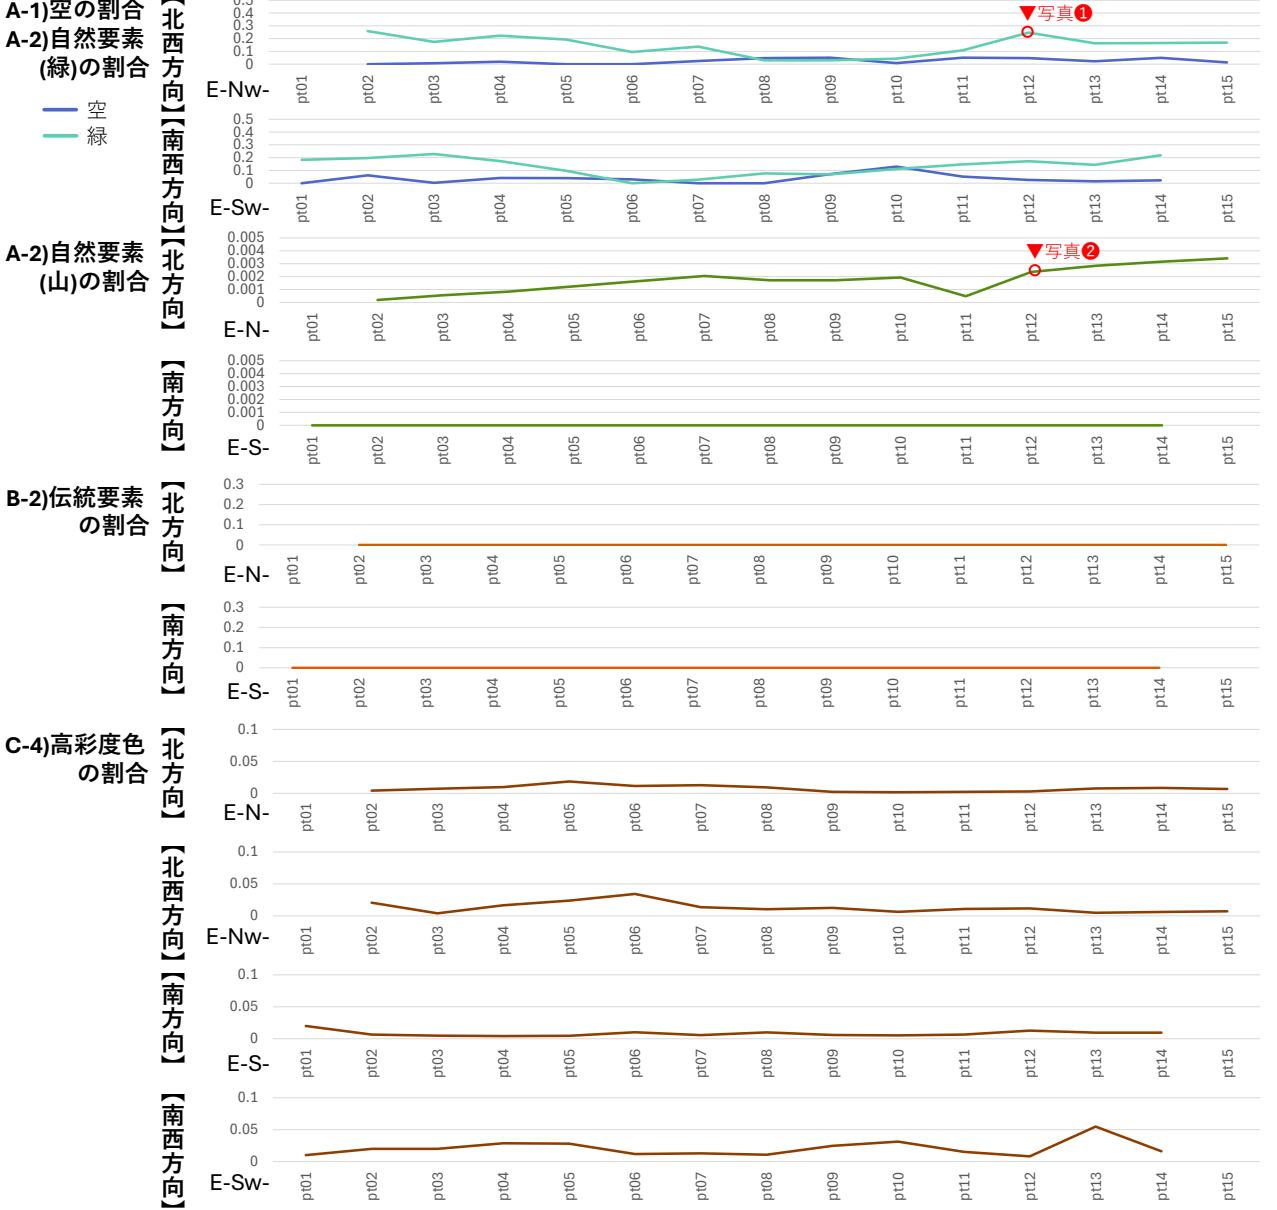 A-1)空の割合
A-2)自然要素
(緑)の割合
空
緑
【北西方向】
0.5
0.4
0.3
0.2
0.1
0
▼写真❶
E-Nw-
pt01 pt02 pt03 pt04 pt05 pt06 pt07 pt08 pt09 pt10 pt11 pt12 pt13 pt14 pt15
【南西方向】
0.5
0.4
0.3
0.2
0.1
0
E-Sw-
pt01 pt02 pt03 pt04 pt05 pt06 pt07 pt08 pt09 pt10 pt11 pt12 pt13 pt14 pt15
A-2)自然要素
(山)の割合
【北方向】
0.005
0.004
0.003
0.002
0.001
0
▼写真❷
E-N-
pt01 pt02 pt03 pt04 pt05 pt06 pt07 pt08 pt09 pt10 pt11 pt12 pt13 pt14 pt15
【南方向】
0.005
0.004
0.003
0.002
0.001
0
E-S-
pt01 pt02 pt03 pt04 pt05 pt06 pt07 pt08 pt09 pt10 pt11 pt12 pt13 pt14 pt15
B-2)伝統要素
の割合
【北方向】
0.3
0.2
0.1
0
E-N-
pt01 pt02 pt03 pt04 pt05 pt06 pt07 pt08 pt09 pt10 pt11 pt12 pt13 pt14 pt15
【南方向】
0.3
0.2
0.1
0
E-S-
pt01 pt02 pt03 pt04 pt05 pt06 pt07 pt08 pt09 pt10 pt11 pt12 pt13 pt14 pt15
C-4)高彩度色
の割合
【北方向】
0.1
0.05
0
E-N-
pt01 pt02 pt03 pt04 pt05 pt06 pt07 pt08 pt09 pt10 pt11 pt12 pt13 pt14 pt15
【北西方向】
0.1
0.05
0
E-Nw-
pt01 pt02 pt03 pt04 pt05 pt06 pt07 pt08 pt09 pt10 pt11 pt12 pt13 pt14 pt15
【南方向】
0.1
0.05
0
E-S-
pt01 pt02 pt03 pt04 pt05 pt06 pt07 pt08 pt09 pt10 pt11 pt12 pt13 pt14 pt15
【南西方向】
0.1
0.05
0
E-Sw-
pt01 pt02 pt03 pt04 pt05 pt06 pt07 pt08 pt09 pt10 pt11 pt12 pt13 pt14 pt15